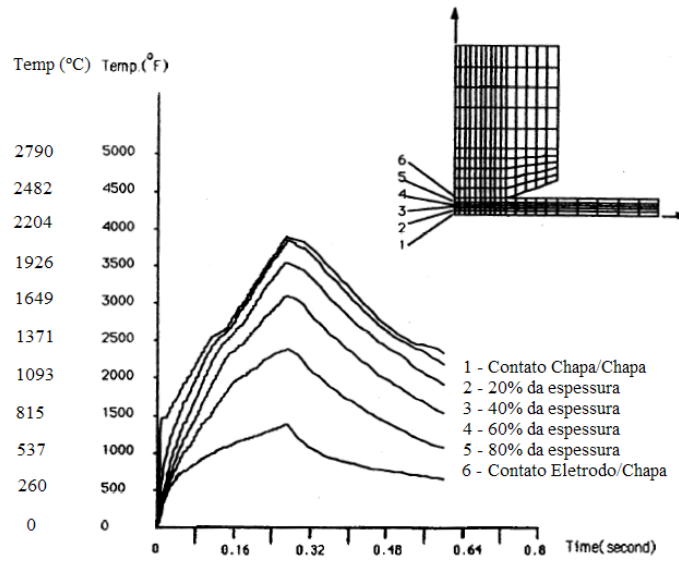 Temp (°C) Temp.(°F)
2790 5000
2482 4500
2204 4000
1926 3500
1649 3000
1371 2500
1093 2000
815 1500
537 1000
260 500
0 0
0 0.16 0.32 0.48 0.64 0.8 Time(second)
6
5
4
3
2
1
1 - Contato Chapa/Chapa
2 - 20% da espessura
3 - 40% da espessura
4 - 60% da espessura
5 - 80% da espessura
6 - Contato Eletrodo/Chapa